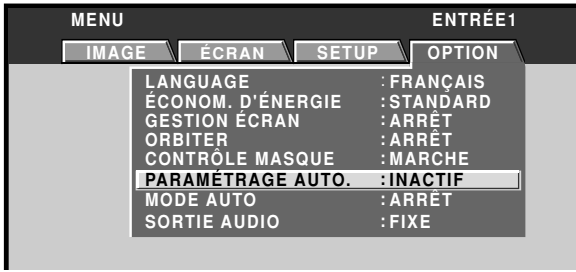 MENU ENTRÉE1
IMAGE ÉCRAN SETUP OPTION
LANGUAGE :FRANÇAIS
ÉCONOM. D'ÉNERGIE :STANDARD
GESTION ÉCRAN :ARRÊT
ORBITER :ARRÊT
CONTRÔLE MASQUE :MARCHE
PARAMÉTRAGE AUTO. :INACTIF
MODE AUTO :ARRÊT
SORTIE AUDIO :FIXE